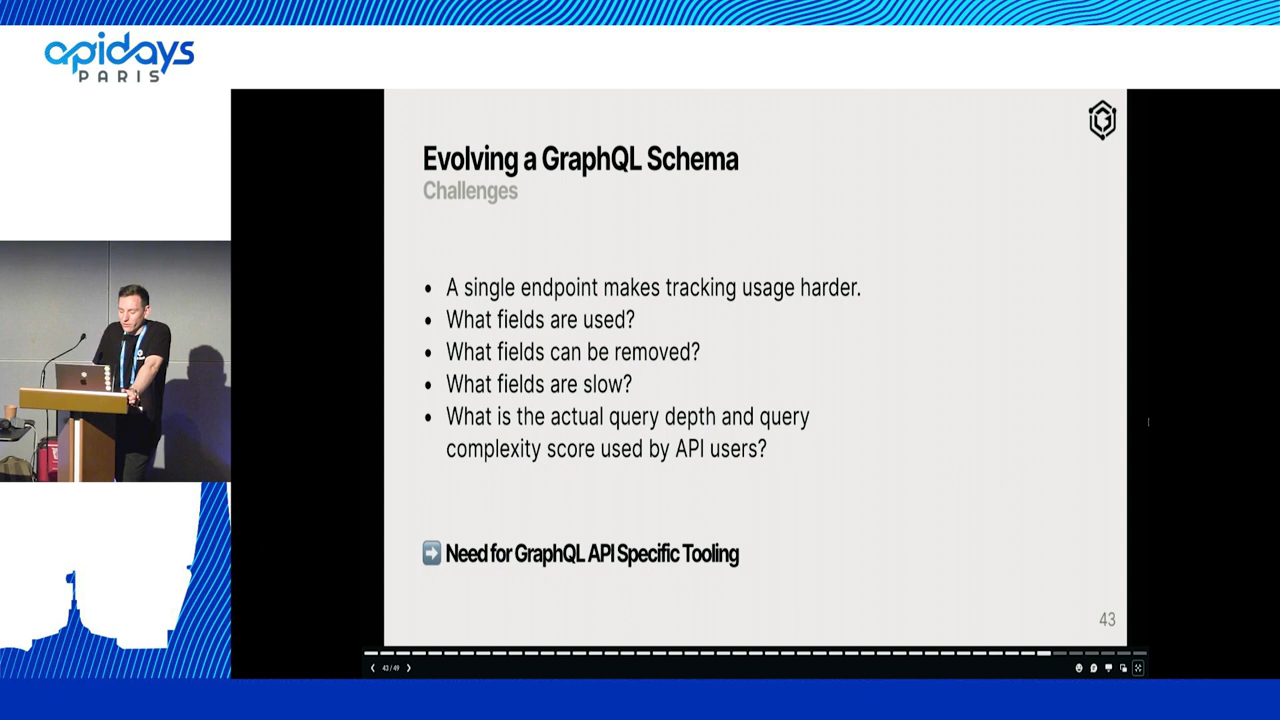 apidays
PARIS
Evolving a GraphQL Schema
Challenges
• A single endpoint makes tracking usage harder.
• What fields are used?
• What fields can be removed?
• What fields are slow?
• What is the actual query depth and query
complexity score used by API users?
➡️ Need for GraphQL API Specific Tooling
43
43 / 49